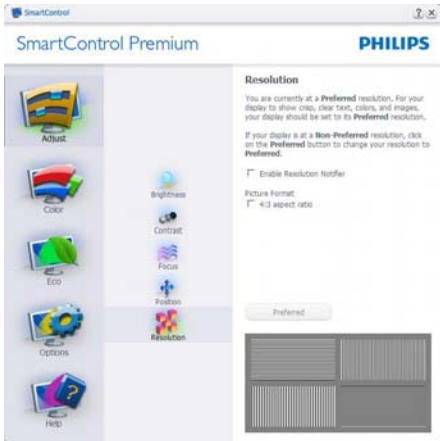 SmartControl
SmartControl Premium
PHILIPS
Adjust
Color
Eco
Options
Help
Brightness
Contrast
Focus
Position
Resolution
Resolution
You are currently at a Preferred resolution. For your
display to show crisp, clear text, colors, and images,
your display should be set to its Preferred resolution.
If your display is at a Non-Preferred resolution, click
on the Preferred button to change your resolution to
Preferred.
Enable Resolution Notifier
Picture Format
4:3 aspect ratio
Preferred